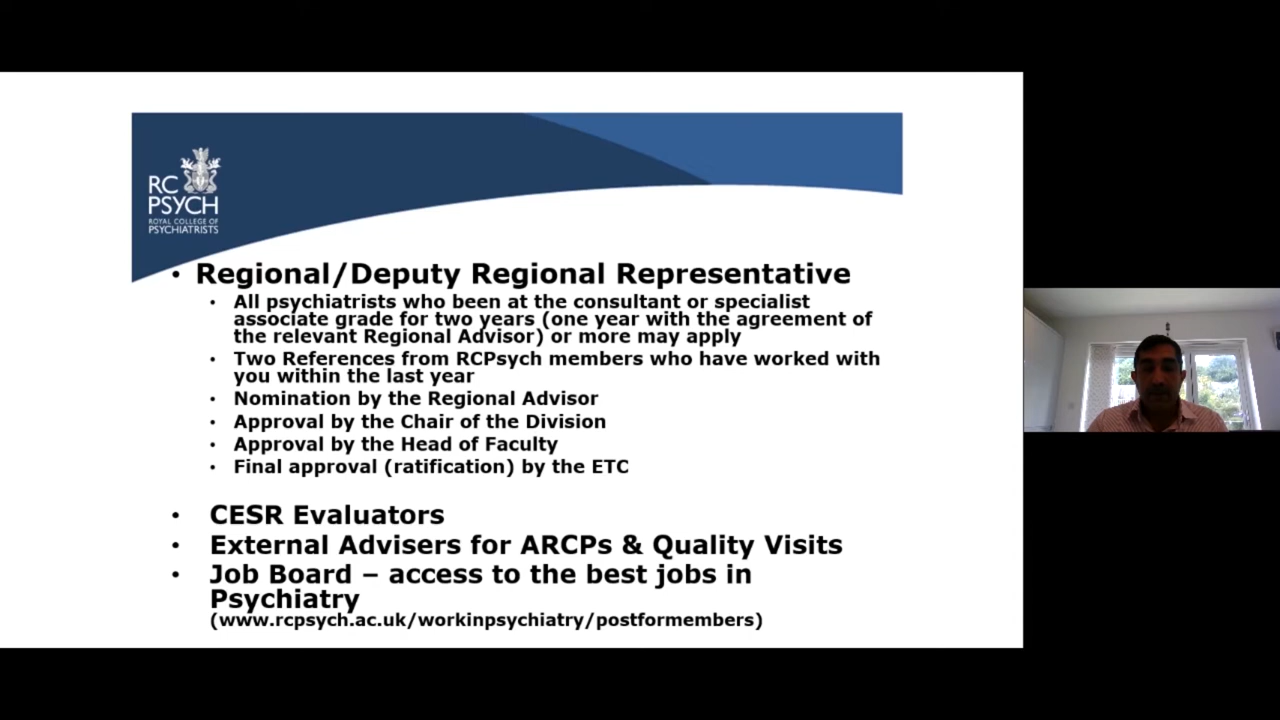 RC
PSYCH
ROYAL COLLEGE OF
PSYCHIATRISTS
• Regional/Deputy Regional Representative
• All psychiatrists who been at the consultant or specialist
associate grade for two years (one year with the agreement of
the relevant Regional Advisor) or more may apply
• Two References from RCPsych members who have worked with
you within the last year
• Nomination by the Regional Advisor
• Approval by the Chair of the Division
• Approval by the Head of Faculty
• Final approval (ratification) by the ETC
• CESR Evaluators
• External Advisers for ARCPs & Quality Visits
• Job Board – access to the best jobs in
Psychiatry
(www.rcpsych.ac.uk/workinpsychiatry/postformembers)